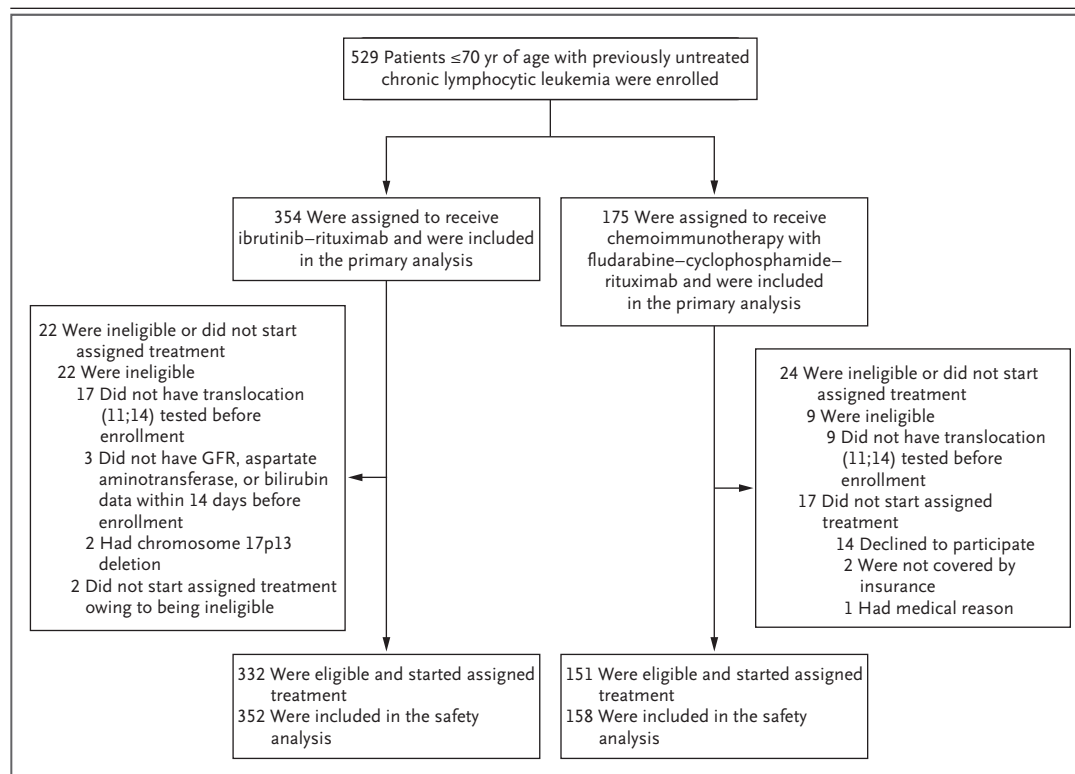 529 Patients ≤70 yr of age with previously untreated
chronic lymphocytic leukemia were enrolled
354 Were assigned to receive
ibrutinib–rituximab and were included
in the primary analysis
175 Were assigned to receive
chemoimmunotherapy with
fludarabine–cyclophosphamide–
rituximab and were included
in the primary analysis
22 Were ineligible or did not start
assigned treatment
22 Were ineligible
17 Did not have translocation
(11;14) tested before
enrollment
3 Did not have GFR, aspartate
aminotransferase, or bilirubin
data within 14 days before
enrollment
2 Had chromosome 17p13
deletion
2 Did not start assigned treatment
owing to being ineligible
24 Were ineligible or did not start
assigned treatment
9 Were ineligible
9 Did not have translocation
(11;14) tested before
enrollment
17 Did not start assigned
treatment
14 Declined to participate
2 Were not covered by
insurance
1 Had medical reason
332 Were eligible and started assigned
treatment
352 Were included in the safety
analysis
151 Were eligible and started assigned
treatment
158 Were included in the safety
analysis